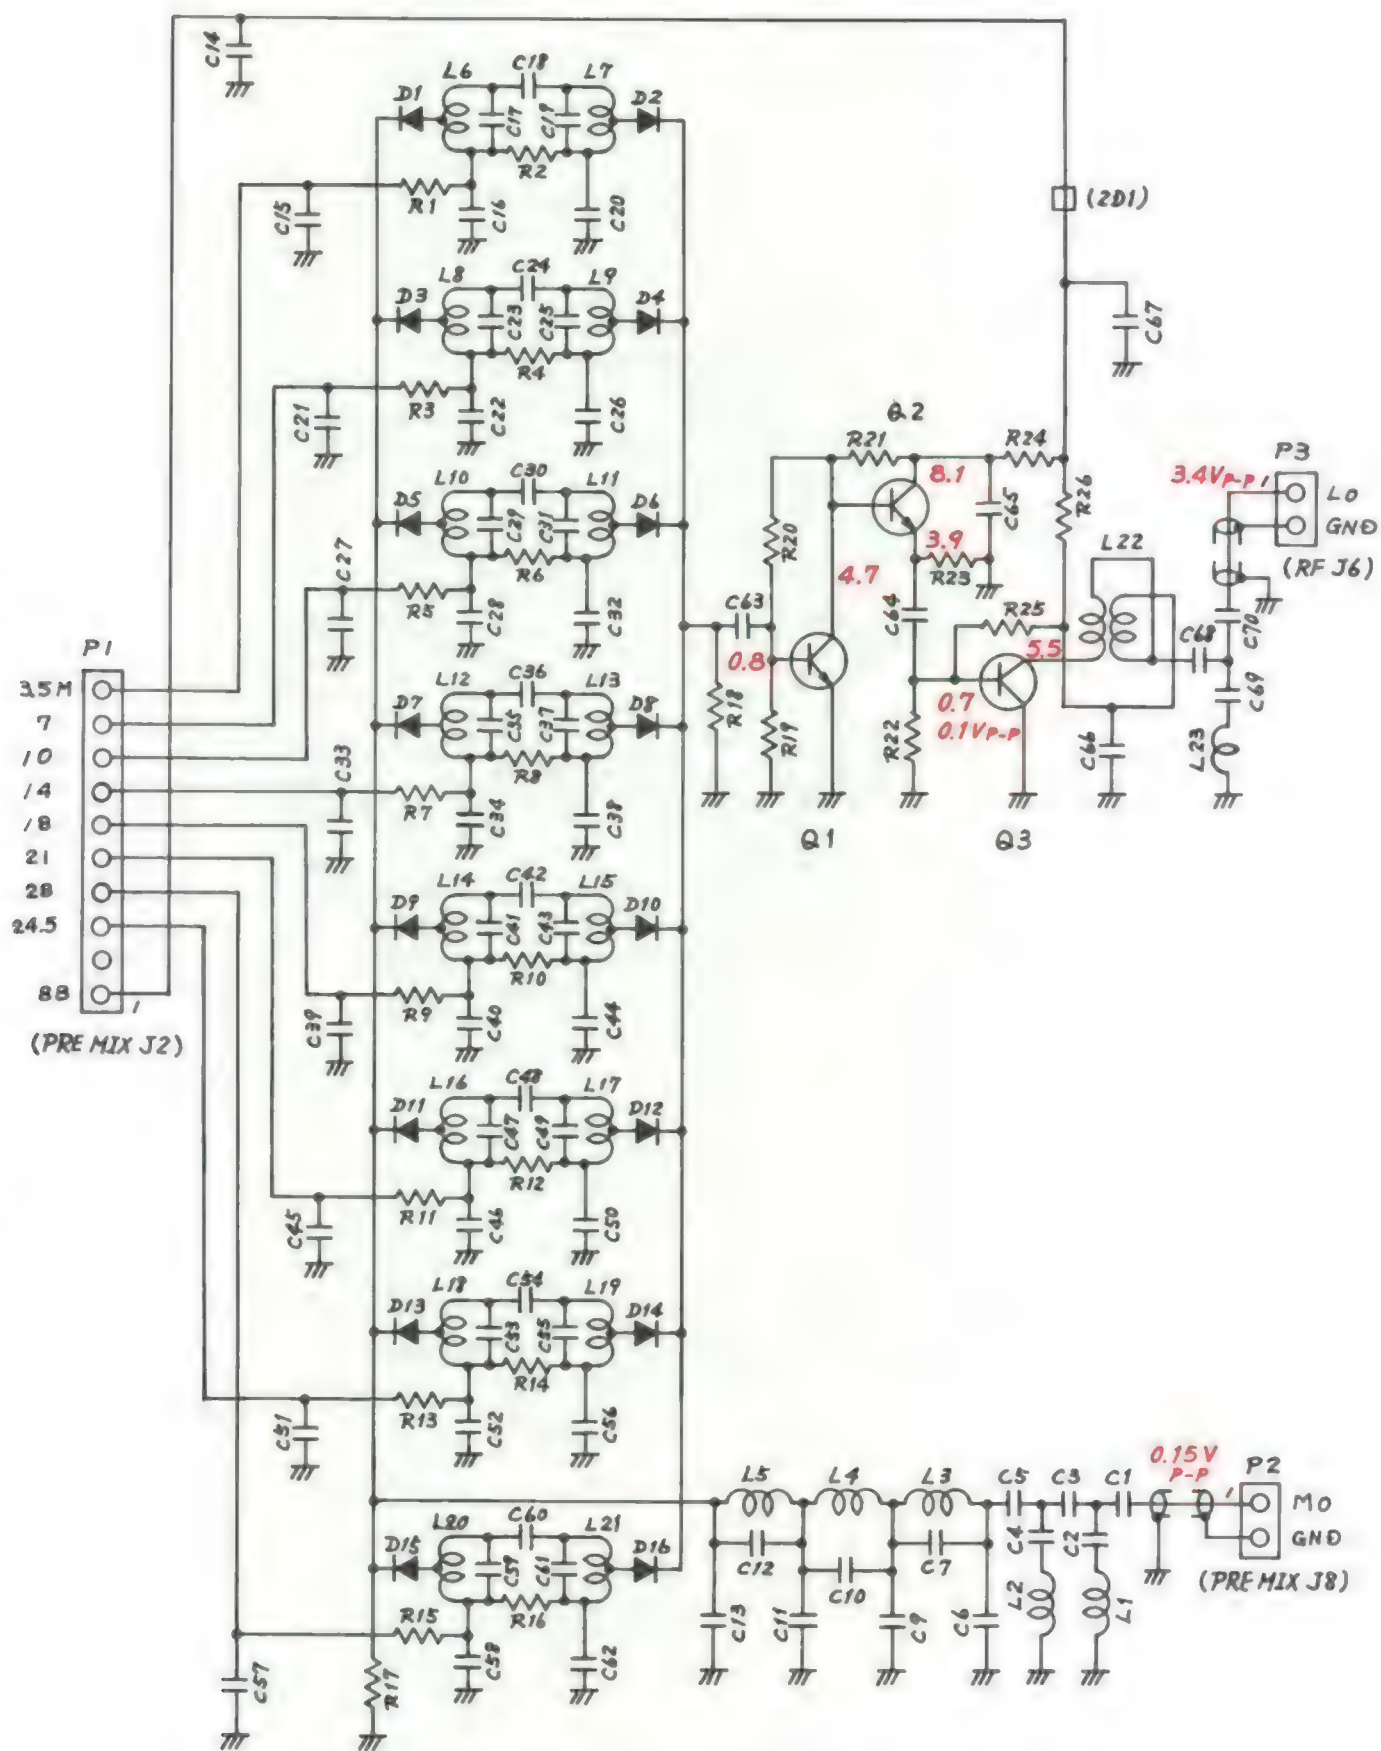 C14
L6 C18 L7
D1 C17 C19 D2
R2
R1
C15 C16 C20
(2D1)
L8 C24 L9
D3 C23 C25 D4
R4
R3
C21 C22 C26
C67
Q2
R21 R24
P3
L10 C30 L11
D5 C29 C31 D6
8.1
C65
R26
3.4VP-P 1
LO
GND
(RF J6)
R20
R6
C27
R5
C28 C32
3.9
R23
4.7
L22
C63
C64
R25
C70
P1
3.5M
7
10
14
18
21
28
24.5
8B
1
(PRE MIX J2)
L12 C36 L13
D7 C35 C37 D8
0.8
5.5
C68
C69
R18
R19
0.7
0.1VP-P
R22
C66
L23
R8
C33
R7
C34 C38
Q1
Q3
L14 C42 L15
D9 C41 C43 D10
R10
R9
C39 C40 C44
L16 C48 L17
D11 C47 C49 D12
R12
R11
C45 C46 C50
L18 C54 L19
D13 C53 C55 D14
R14
R13
C51 C52 C56
0.15V
P-P
L5 L4 L3 C5 C3 C1
1
P2
MO
GND
(PRE MIX J8)
L20 C60 L21
D15 C59 C61 D16
C12
C10
C7
C4
C2
L2
L1
R16
R15
C13 C11 C9 C6
C57
R17
C58 C62